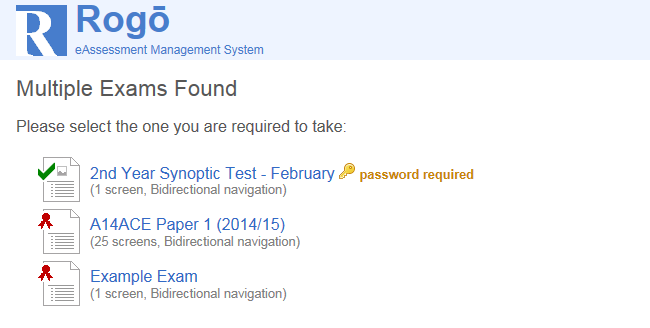 Rogō
eAssessment Management System
Multiple Exams Found
Please select the one you are required to take:
2nd Year Synoptic Test - February password required
(1 screen, Bidirectional navigation)
A14ACE Paper 1 (2014/15)
(25 screens, Bidirectional navigation)
Example Exam
(1 screen, Bidirectional navigation)